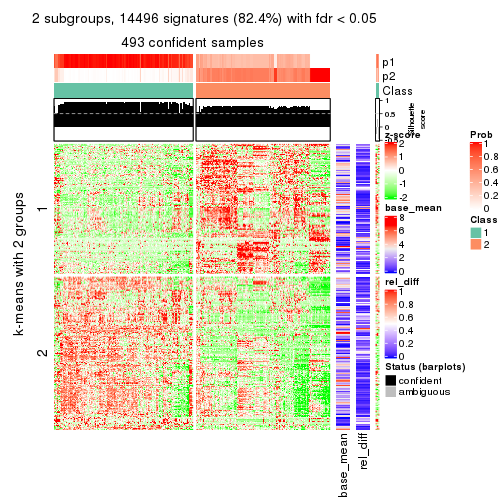 2 subgroups, 14496 signatures (82.4%) with fdr < 0.05
493 confident samples
p1
p2
Class
1
0.5
0
Silhouette
score
k-means with 2 groups
1
2
base_mean
rel_diff
z-score
2
1
0
-1
-2
base_mean
8
6
4
2
0
rel_diff
1
0.8
0.6
0.4
0.2
0
Status (barplots)
confident
ambiguous
Prob
1
0.8
0.6
0.4
0.2
0
Class
1
2